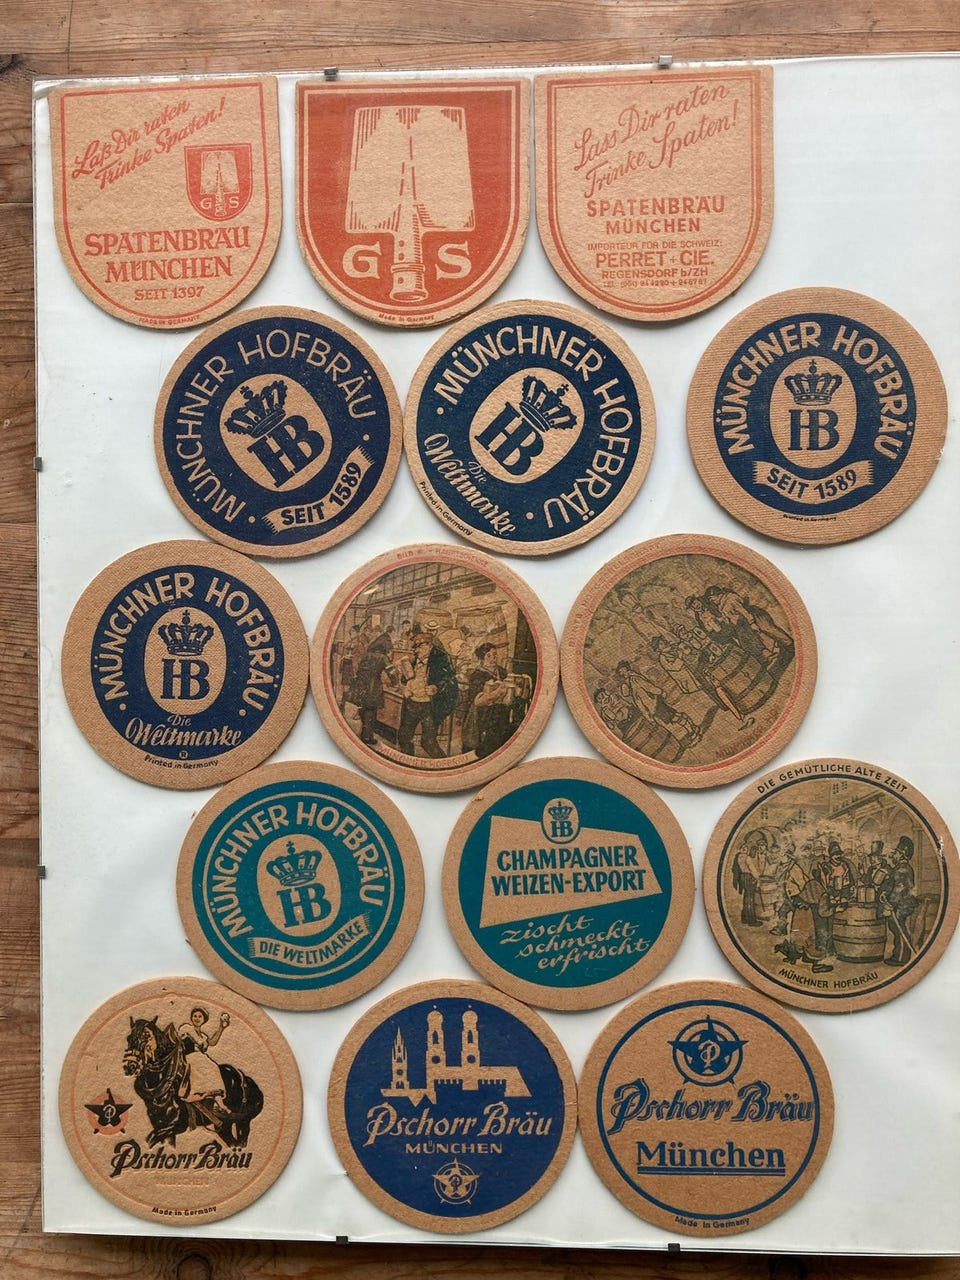 Laß Dir raten
Trinke Spaten!
G S
SPATENBRÄU
MÜNCHEN
SEIT 1397
MADE IN GERMANY
G S
Made in Germany
Lass Dir raten
Trinke Spaten!
SPATENBRÄU
MÜNCHEN
IMPORTEUR FÜR DIE SCHWEIZ:
PERRET + CIE.
REGENSDORF b/ZH
MÜNCHNER HOFBRÄU
HB
SEIT 1589
MÜNCHNER HOFBRÄU
HB
Die
Weltmarke
Printed in Germany
MÜNCHNER HOFBRÄU
HB
SEIT 1589
Printed in Germany
MÜNCHNER HOFBRÄU
HB
Die
Weltmarke
Printed in Germany
MÜNCHNER HOFBRÄU
MÜNCHNER HOFBRÄU
HB
DIE WELTMARKE
HB
CHAMPAGNER
WEIZEN-EXPORT
zischt
schmeckt
erfrischt
DIE GEMÜTLICHE ALTE ZEIT
MÜNCHNER HOFBRÄU
P
Pschorr Bräu
MÜNCHEN
Made in Germany
Pschorr Bräu
MÜNCHEN
P
P
Pschorr Bräu
München
Made in Germany